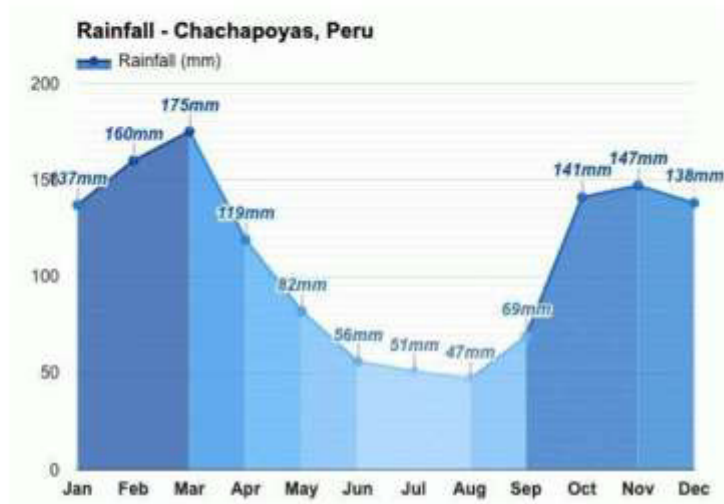 Rainfall - Chachapoyas, Peru
Rainfall (mm)
200
175mm
160mm
147mm
141mm
138mm
137mm
150
119mm
100
82mm
69mm
56mm
51mm
47mm
50
0
Jan Feb Mar Apr May Jun Jul Aug Sep Oct Nov Dec